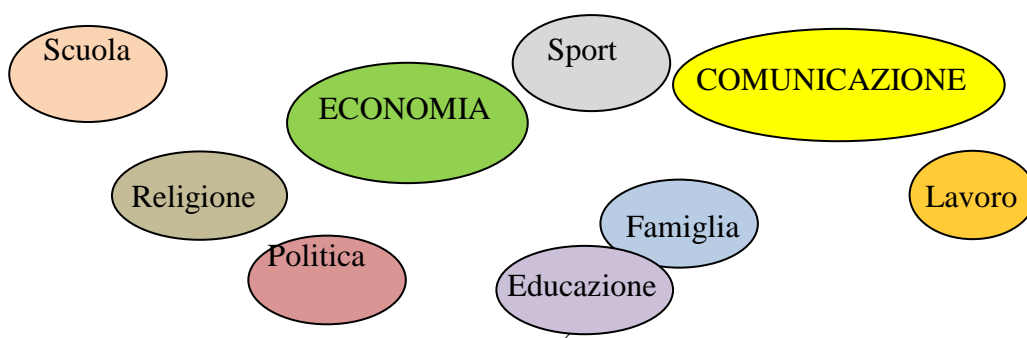 Scuola
Sport
ECONOMIA
COMUNICAZIONE
Religione
Lavoro
Famiglia
Politica
Educazione